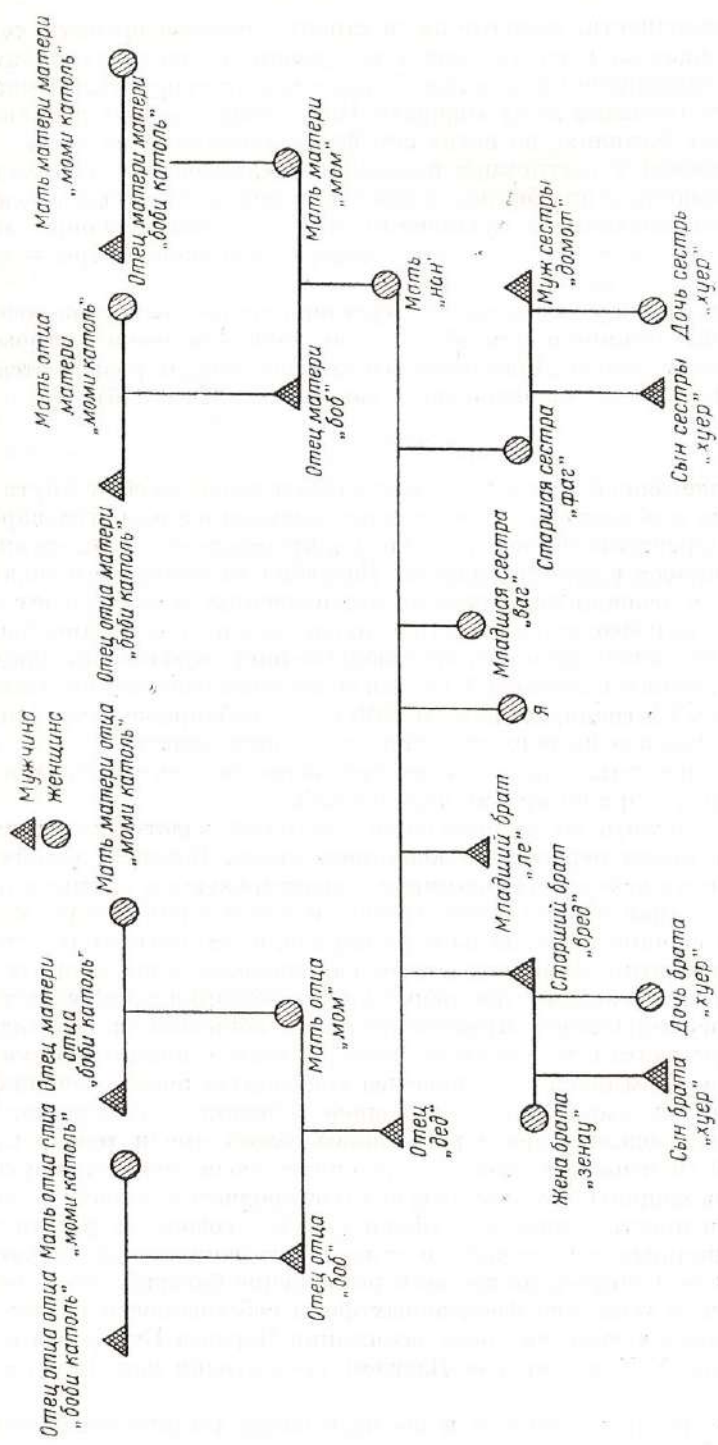 Мужчина
Женщина
Отец отца отца
„боби католь"
Мать отца отца
„моми католь"
Отец матери
отца
„боби католь"
Мать матери отца
„моми католь"
Отец отца матери
„боби католь"
Мать отца
матери
„моми католь"
Отец матери матери
„боби католь"
Мать матери матери
„моми католь"
Отец отца
„боб"
Мать отца
„мом"
Отец матери
„боб"
Мать матери
„мом"
Отец
„дед"
Мать
„нан"
Жена брата
„зенау"
Старший брат
„вред"
Младший брат
„ле"
Я
Младшая сестра
„ваг"
Старшая сестра
„фаг"
Муж сестры
„домот"
Сын брата
„хуер"
Дочь брата
„хуер"
Сын сестры
„хуер"
Дочь сестры
„хуер"